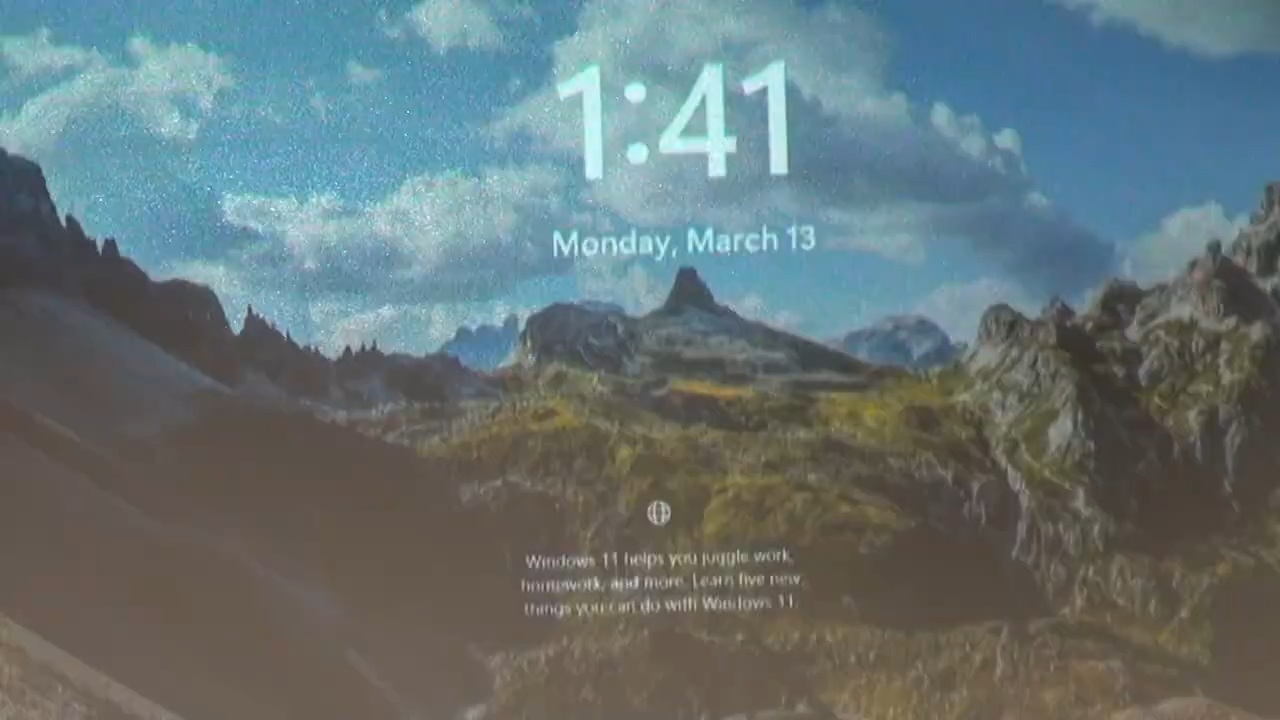 1:41
Monday, March 13
Windows 11 helps you juggle work,
homework, and more. Learn five new
things you can do with Windows 11.